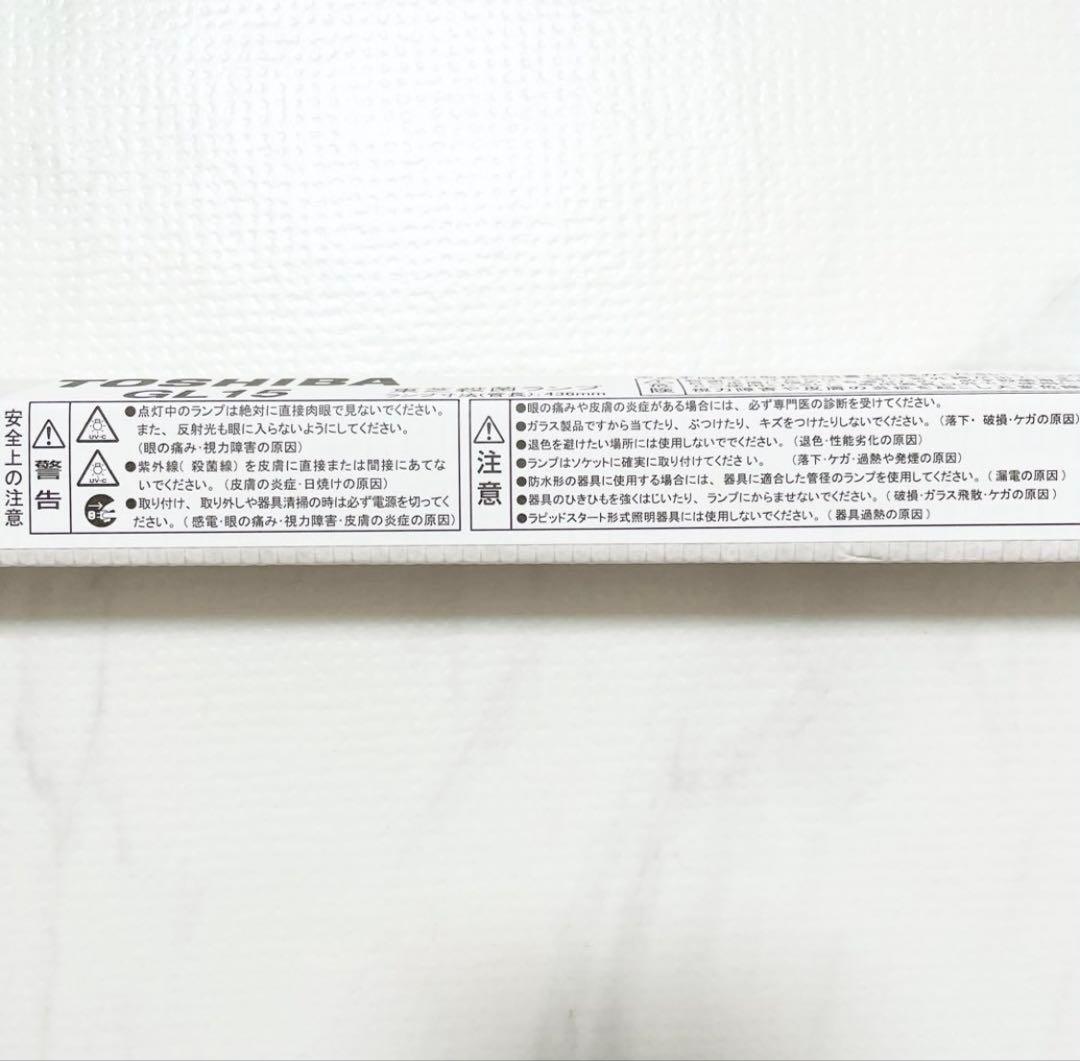 TOSHIBA
GL15
東芝殺菌ランプ
ランプ寸法(管長):436mm
安全上の注意
警告
UV-C
●点灯中のランプは絶対に直接肉眼で見ないでください。
また、反射光も眼に入らないようにしてください。
(眼の痛み・視力障害の原因)
UV-C
●紫外線(殺菌線)を皮膚に直接または間接にあてな
いでください。(皮膚の炎症・日焼けの原因)
●取り付け、取り外しや器具清掃の時は必ず電源を切ってく
ださい。(感電・眼の痛み・視力障害・皮膚の炎症の原因)
注意
●眼の痛みや皮膚の炎症がある場合には、必ず専門医の診断を受けてください。
●ガラス製品ですから当てたり、ぶつけたり、キズをつけたりしないでください。(落下・破損・ケガの原因)
●退色を避けたい場所には使用しないででください。(退色・性能劣化の原因)
●ランプはソケットに確実に取り付けてください。(落下・ケガ・過熱や発煙の原因)
●防水形の器具に使用する場合には、器具に適合した管径のランプを使用してください。(漏電の原因)
●器具のひきひもを強くはじいたり、ランプにからませないでください。(破損・ガラス飛散・ケガの原因)
●ラピッドスタート形式照明器具には使用しないでください。(器具過熱の原因)